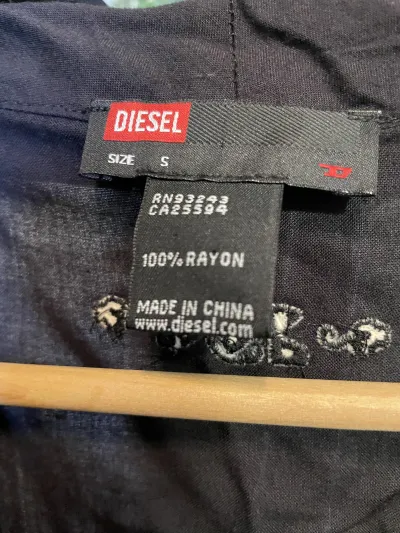 DIESEL
SIZE S
RN93243
CA25594
100% RAYON
MADE IN CHINA
www.diesel.com